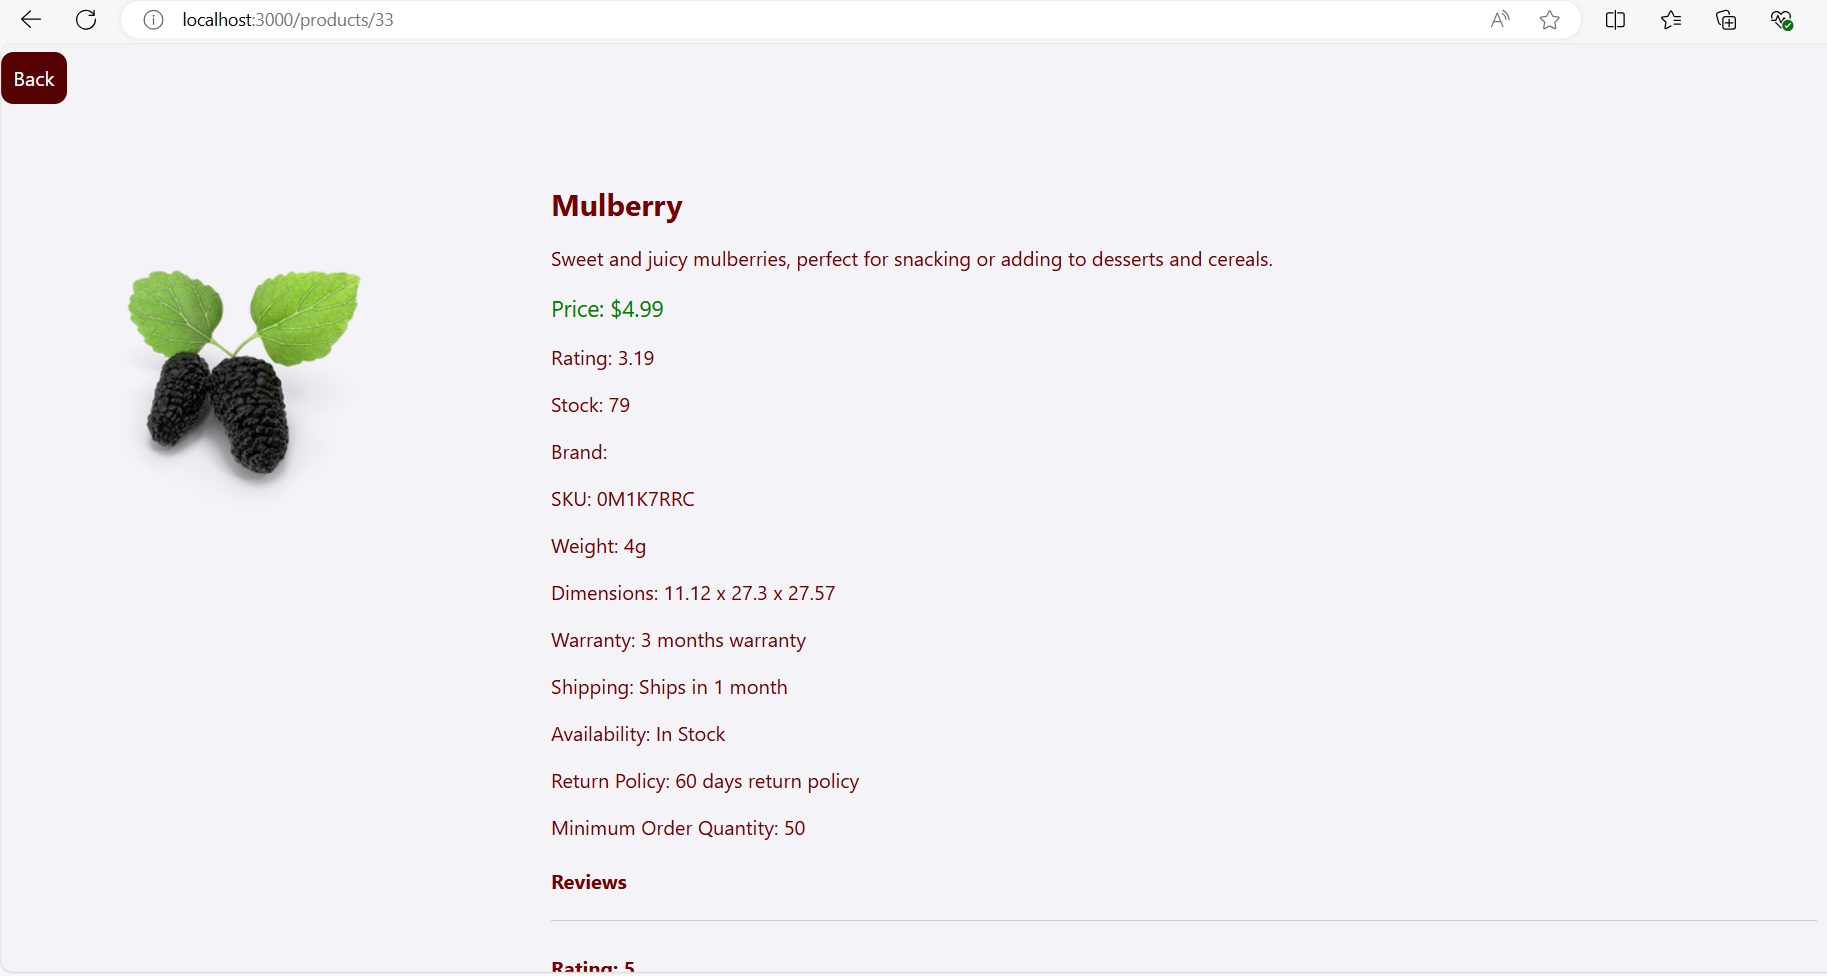 localhost:3000/products/33
Back
Mulberry
Sweet and juicy mulberries, perfect for snacking or adding to desserts and cereals.
Price: $4.99
Rating: 3.19
Stock: 79
Brand:
SKU: 0M1K7RRC
Weight: 4g
Dimensions: 11.12 x 27.3 x 27.57
Warranty: 3 months warranty
Shipping: Ships in 1 month
Availability: In Stock
Return Policy: 60 days return policy
Minimum Order Quantity: 50
Reviews
Rating: 5